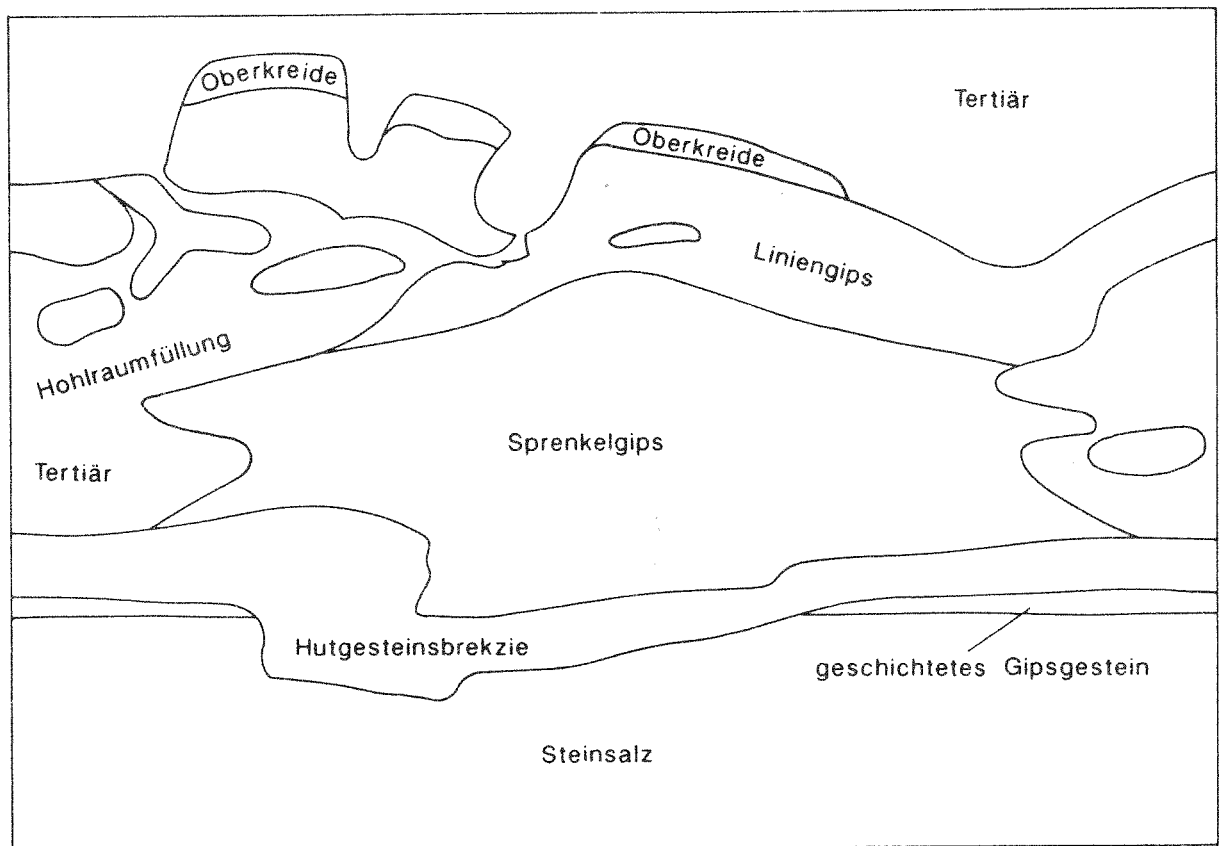 Oberkreide
Tertiär
Oberkreide
Liniengips
Hohlraumfüllung
Sprenkelgips
Tertiär
Hutgesteinsbrekzie
geschichtetes Gipsgestein
Steinsalz